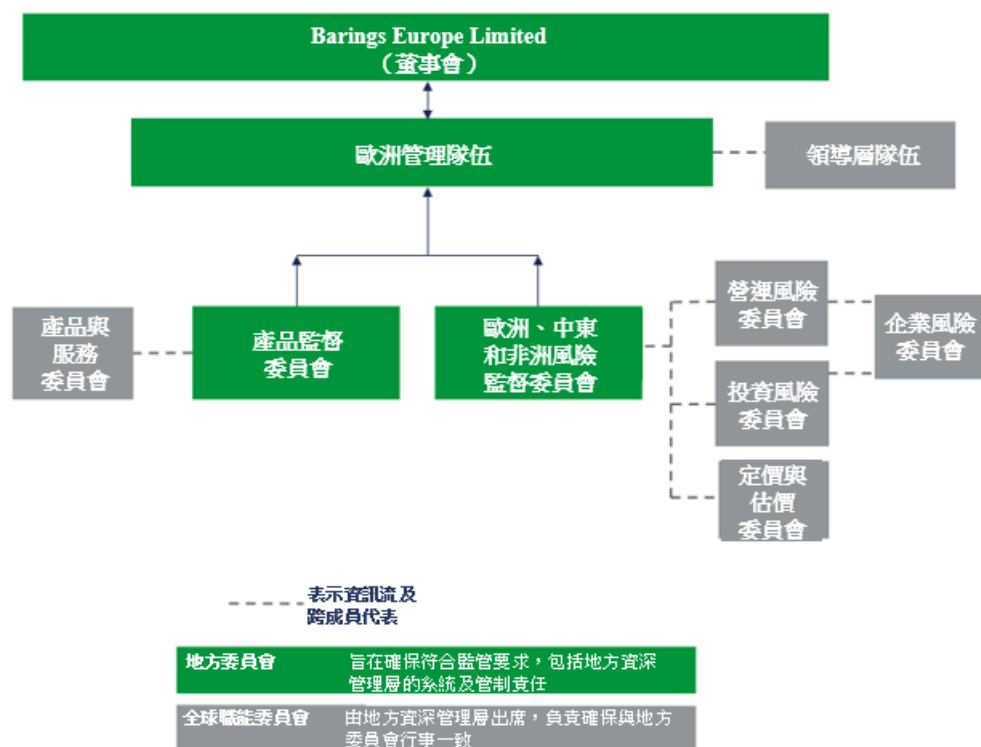 Barings Europe Limited
（董事會）
歐洲管理隊伍
領導層隊伍
產品與
服務
委員會
產品監督
委員會
歐洲、中東
和非洲風險
監督委員會
營運風險
委員會
企業風險
委員會
投資風險
委員會
定價與
估價
委員會
表示資訊流及
跨成員代表
地方委員會 旨在確保符合監管要求，包括地方資深
管理層的系統及管制責任
全球職能委員會 由地方資深管理層出席，負責確保與地方
委員會行事一致